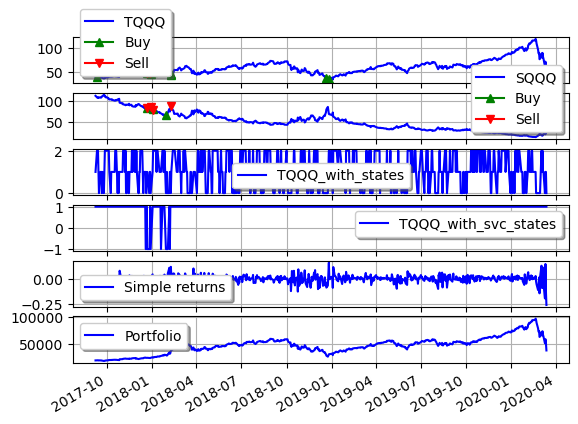 TQQQ
Buy
Sell
100
50
SQQQ
Buy
Sell
100
50
2
0
TQQQ_with_states
1
0
−1
TQQQ_with_svc_states
0.00
−0.25
Simple returns
100000
50000
Portfolio
2017-10
2018-01
2018-04
2018-07
2018-10
2019-01
2019-04
2019-07
2019-10
2020-01
2020-04